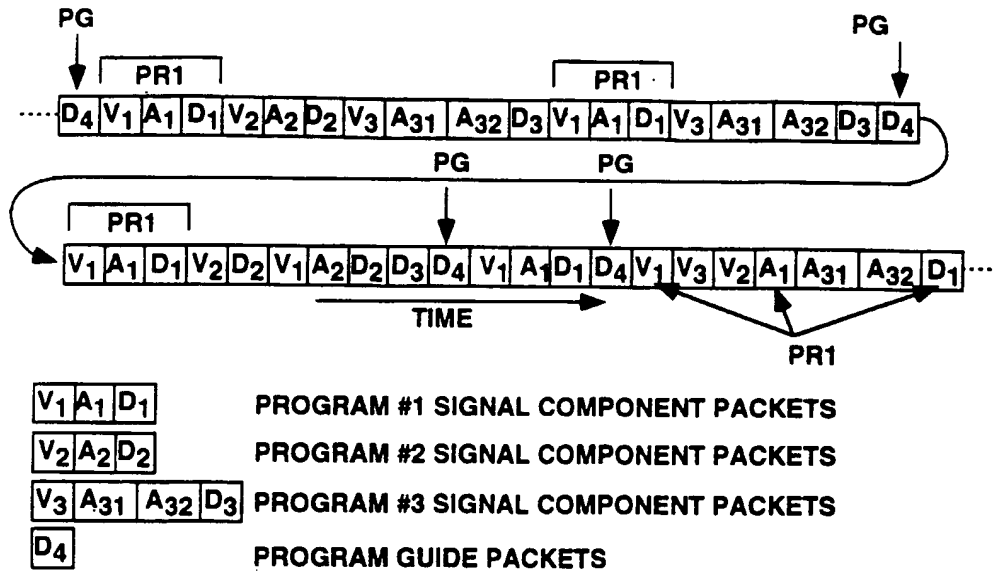 PG
PG
PR1
PR1
D4 V1 A1 D1 V2 A2 D2 V3 A31 A32 D3 V1 A1 D1 V3 A31 A32 D3 D4
PG
PG
PR1
V1 A1 D1 V2 D2 V1 A2 D2 D3 D4 V1 A1 D1 D4 V1 V3 V2 A1 A31 A32 D1
TIME
PR1
V1 A1 D1 PROGRAM #1 SIGNAL COMPONENT PACKETS
V2 A2 D2 PROGRAM #2 SIGNAL COMPONENT PACKETS
V3 A31 A32 D3 PROGRAM #3 SIGNAL COMPONENT PACKETS
D4 PROGRAM GUIDE PACKETS